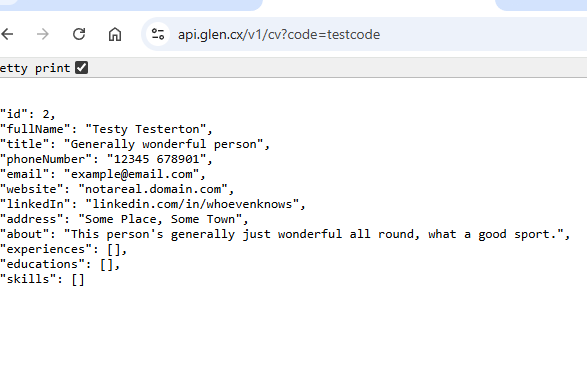 api.glen.cx/v1/cv?code=testcode
etty print
"id": 2,
"fullName": "Testy Testerton",
"title": "Generally wonderful person",
"phoneNumber": "12345 678901",
"email": "example@email.com",
"website": "notareal.domain.com",
"linkedIn": "linkedin.com/in/whoevenknows",
"address": "Some Place, Some Town",
"about": "This person's generally just wonderful all round, what a good sport.",
"experiences": [],
"educations": [],
"skills": []